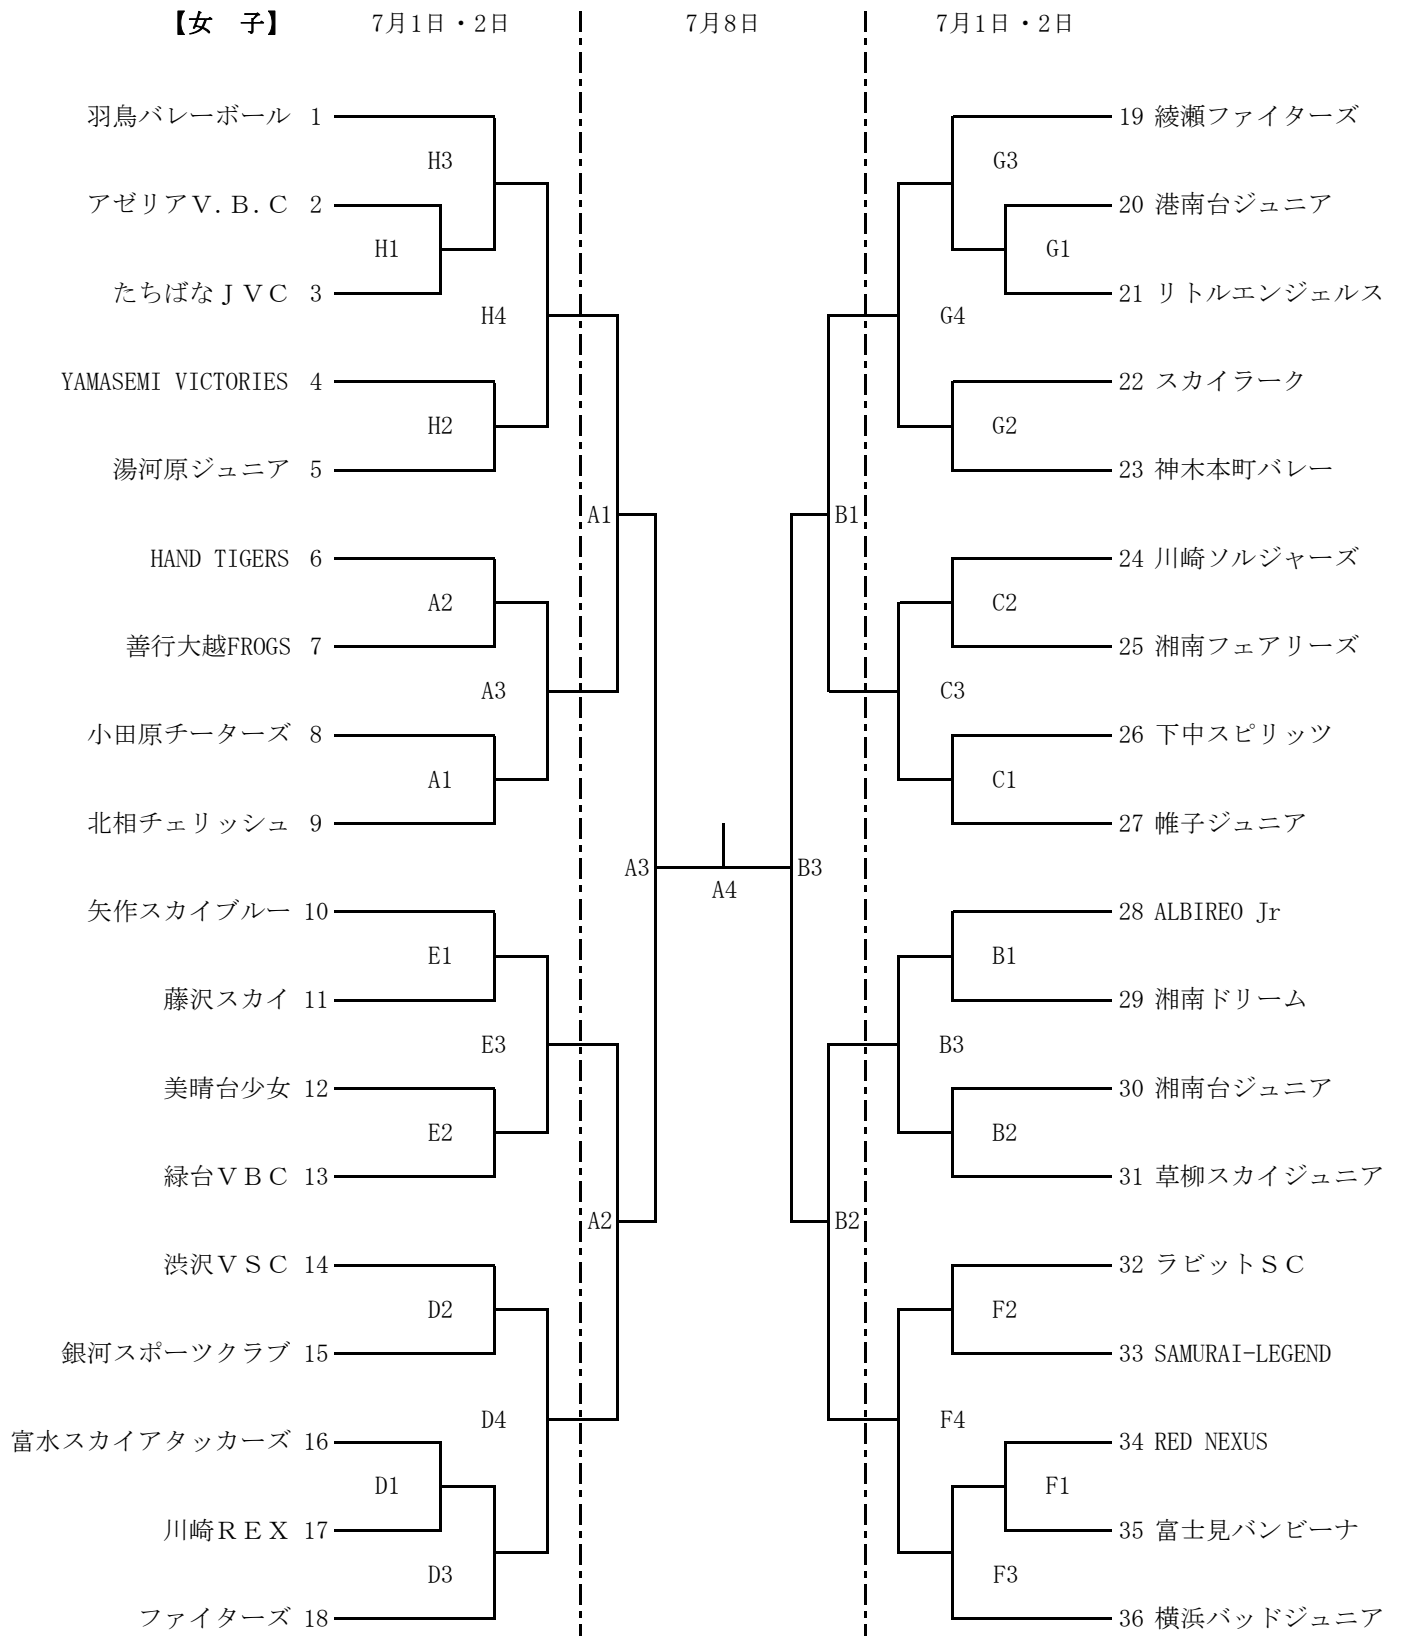 【女　子】 7月1日・2日 7月8日 7月1日・2日
羽鳥バレーボール 1 19 綾瀬ファイターズ
H3 G3
アゼリアＶ.Ｂ.Ｃ 2 20 港南台ジュニア
H1 G1
たちばなＪＶＣ 3 21 リトルエンジェルス
H4 G4
YAMASEMI VICTORIES 4 22 スカイラーク
H2 G2
湯河原ジュニア 5 23 神木本町バレー
A1 B1
HAND TIGERS 6 24 川崎ソルジャーズ
A2 C2
善行大越FROGS 7 25 湘南フェアリーズ
A3 C3
小田原チーターズ 8 26 下中スピリッツ
A1 C1
北相チェリッシュ 9 27 帷子ジュニア
A3 B3
A4
矢作スカイブルー 10 28 ALBIREO Jr
E1 B1
藤沢スカイ 11 29 湘南ドリーム
E3 B3
美晴台少女 12 30 湘南台ジュニア
E2 B2
緑台ＶＢＣ 13 31 草柳スカイジュニア
A2 B2
渋沢ＶＳＣ 14 32 ラビットＳＣ
D2 F2
銀河スポーツクラブ 15 33 SAMURAI-LEGEND
D4 F4
富水スカイアタッカーズ 16 34 RED NEXUS
D1 F1
川崎ＲＥＸ 17 35 富士見バンビーナ
D3 F3
ファイターズ 18 36 横浜バッドジュニア